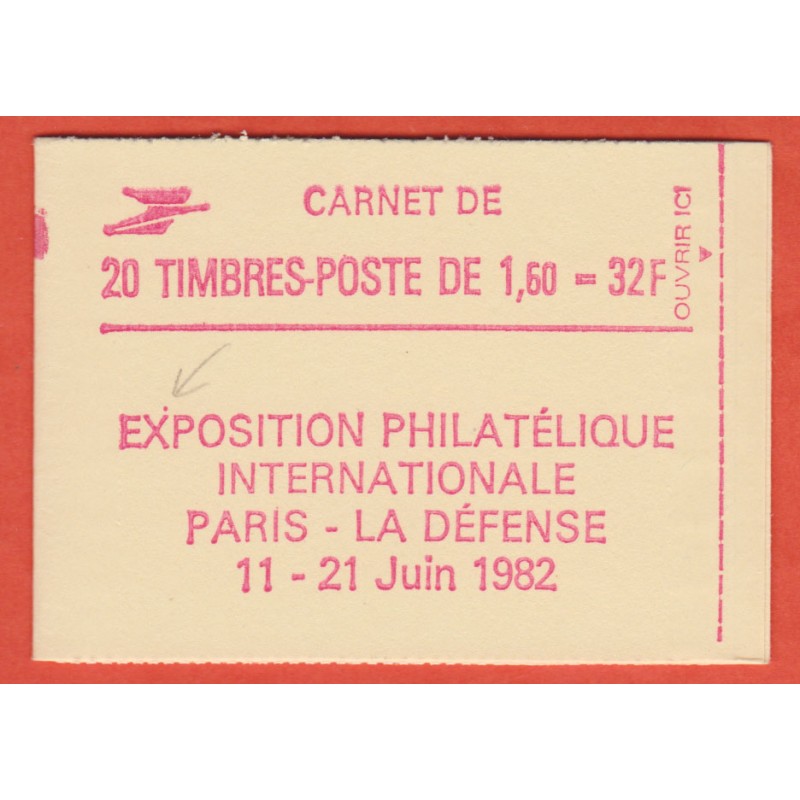 CARNET DE
20 TIMBRES-POSTE DE 1,60 = 32F
OUVRIR ICI
EXPOSITION PHILATÉLIQUE
INTERNATIONALE
PARIS - LA DÉFENSE
11 - 21 Juin 1982